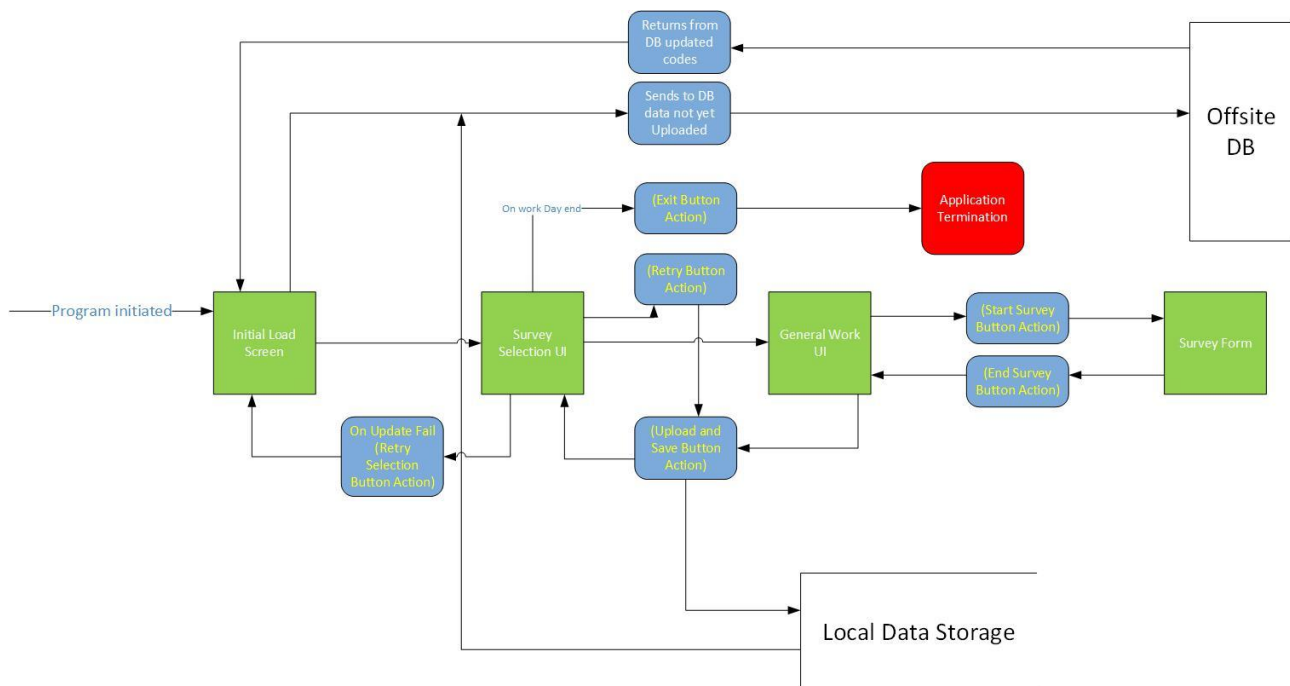 Returns from
DB updated
codes
Sends to DB
data not yet
Uploaded
Offsite
DB
On work Day end
(Exit Button
Action)
Application
Termination
(Retry Button
Action)
Program initiated
Initial Load
Screen
Survey
Selection UI
General Work
UI
(Start Survey
Button Action)
Survey Form
(End Survey
Button Action)
On Update Fail
(Retry
Selection
Button Action)
(Upload and
Save Button
Action)
Local Data Storage